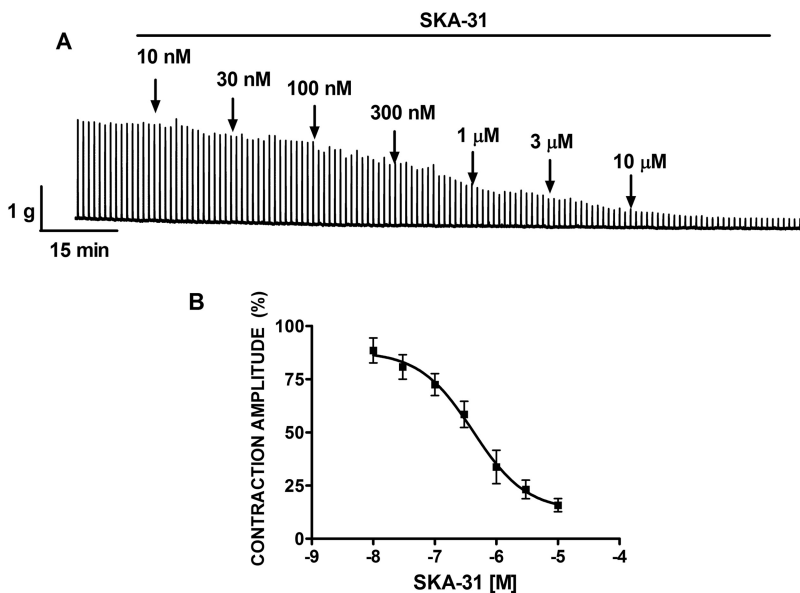 SKA-31
A
10 nM
30 nM
100 nM
300 nM
1 μM
3 μM
10 μM
1 g
15 min
B
CONTRACTION AMPLITUDE (%)
100
75
50
25
0
-9 -8 -7 -6 -5 -4
SKA-31 [M]